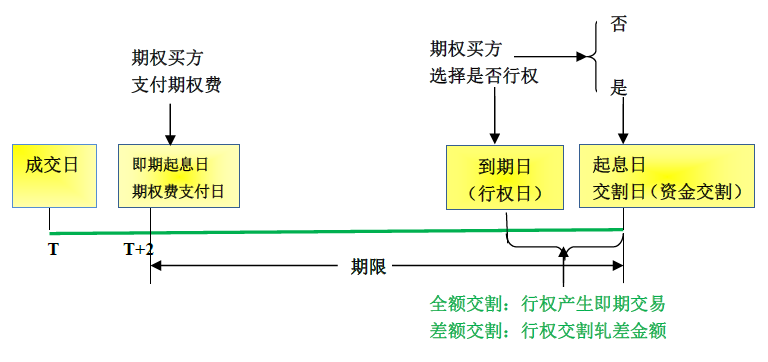 否
期权买方
选择是否行权
期权买方
支付期权费
是
成交日
即期起息日
期权费支付日
到期日
（行权日）
起息日
交割日（资金交割）
T
T+2
期限
全额交割：行权产生即期交易
差额交割：行权交割轧差金额